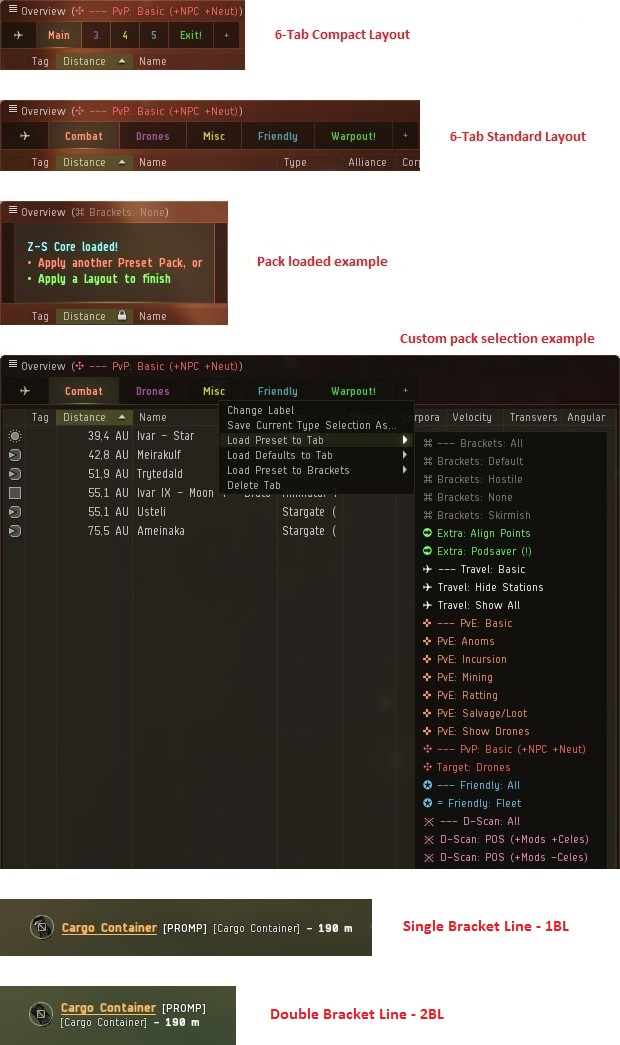 Overview (✣ --- PvP: Basic (+NPC +Neut))
Main 3 4 5 Exit! +
Tag Distance Name
6-Tab Compact Layout
Overview (✣ --- PvP: Basic (+NPC +Neut))
Combat Drones Misc Friendly Warpout! +
Tag Distance Name Type Alliance Cor
6-Tab Standard Layout
Overview (⌘ Brackets: None)
Z-S Core loaded!
• Apply another Preset Pack, or
• Apply a Layout to finish
Tag Distance Name
Pack loaded example
Custom pack selection example
Overview (✣ --- PvP: Basic (+NPC +Neut))
Combat Drones Misc Friendly Warpout! +
Tag Distance Name rpora Velocity Transvers Angular
39,4 AU Ivar - Star
42,8 AU Meirakulf
51,9 AU Trytedald
55,1 AU Ivar IX - Moon
55,1 AU Usteli Stargate (
75,5 AU Ameinaka Stargate (
Change Label
Save Current Type Selection As...
Load Preset to Tab
Load Defaults to Tab
Load Preset to Brackets
Delete Tab
⌘ --- Brackets: All
⌘ Brackets: Default
⌘ Brackets: Hostile
⌘ Brackets: None
⌘ Brackets: Skirmish
Extra: Align Points
Extra: Podsaver (!)
✈ --- Travel: Basic
✈ Travel: Hide Stations
✈ Travel: Show All
✜ --- PvE: Basic
✜ PvE: Anoms
✜ PvE: Incursion
✜ PvE: Mining
✜ PvE: Ratting
✜ PvE: Salvage/Loot
✜ PvE: Show Drones
✣ --- PvP: Basic (+NPC +Neut)
✣ Target: Drones
✪ --- Friendly: All
✪ = Friendly: Fleet
※ --- D-Scan: All
※ D-Scan: POS (+Mods +Celes)
※ D-Scan: POS (+Mods -Celes)
Cargo Container [PROMP] [Cargo Container] - 190 m
Single Bracket Line - 1BL
Cargo Container [PROMP]
[Cargo Container] - 190 m
Double Bracket Line - 2BL